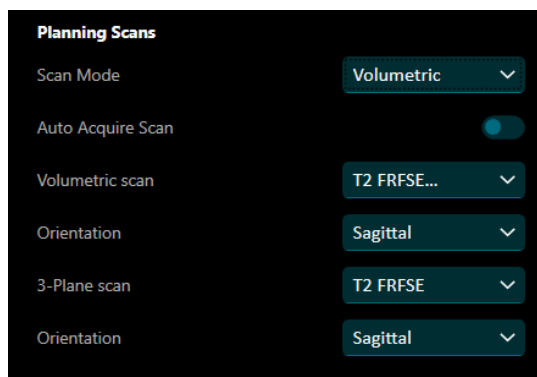 Planning Scans
Scan Mode Volumetric
Auto Acquire Scan
Volumetric scan T2 FRFSE...
Orientation Sagittal
3-Plane scan T2 FRFSE
Orientation Sagittal